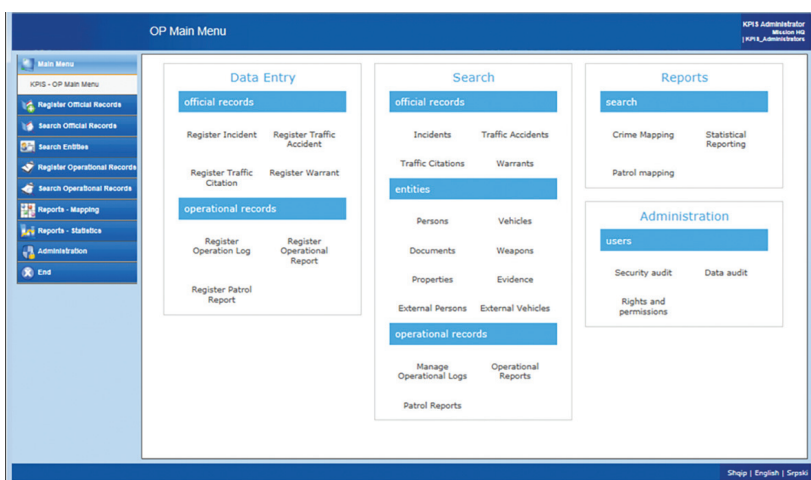 OP Main Menu
KPIS Administrator
Mission HQ
| KPIS_Administrators
Main Menu
KPIS - OP Main Menu
Register Official Records
Search Official Records
Search Entities
Register Operational Records
Search Operational Records
Reports - Mapping
Reports - Statistics
Administration
End
Data Entry
official records
Register Incident
Register Traffic
Accident
Register Traffic
Citation
Register Warrant
operational records
Register
Operation Log
Register
Operational
Report
Register Patrol
Report
Search
official records
Incidents
Traffic Accidents
Traffic Citations
Warrants
entities
Persons
Vehicles
Documents
Weapons
Properties
Evidence
External Persons
External Vehicles
operational records
Manage
Operational Logs
Operational
Reports
Patrol Reports
Reports
search
Crime Mapping
Statistical
Reporting
Patrol mapping
Administration
users
Security audit
Data audit
Rights and
permissions
Shqip | English | Srpski